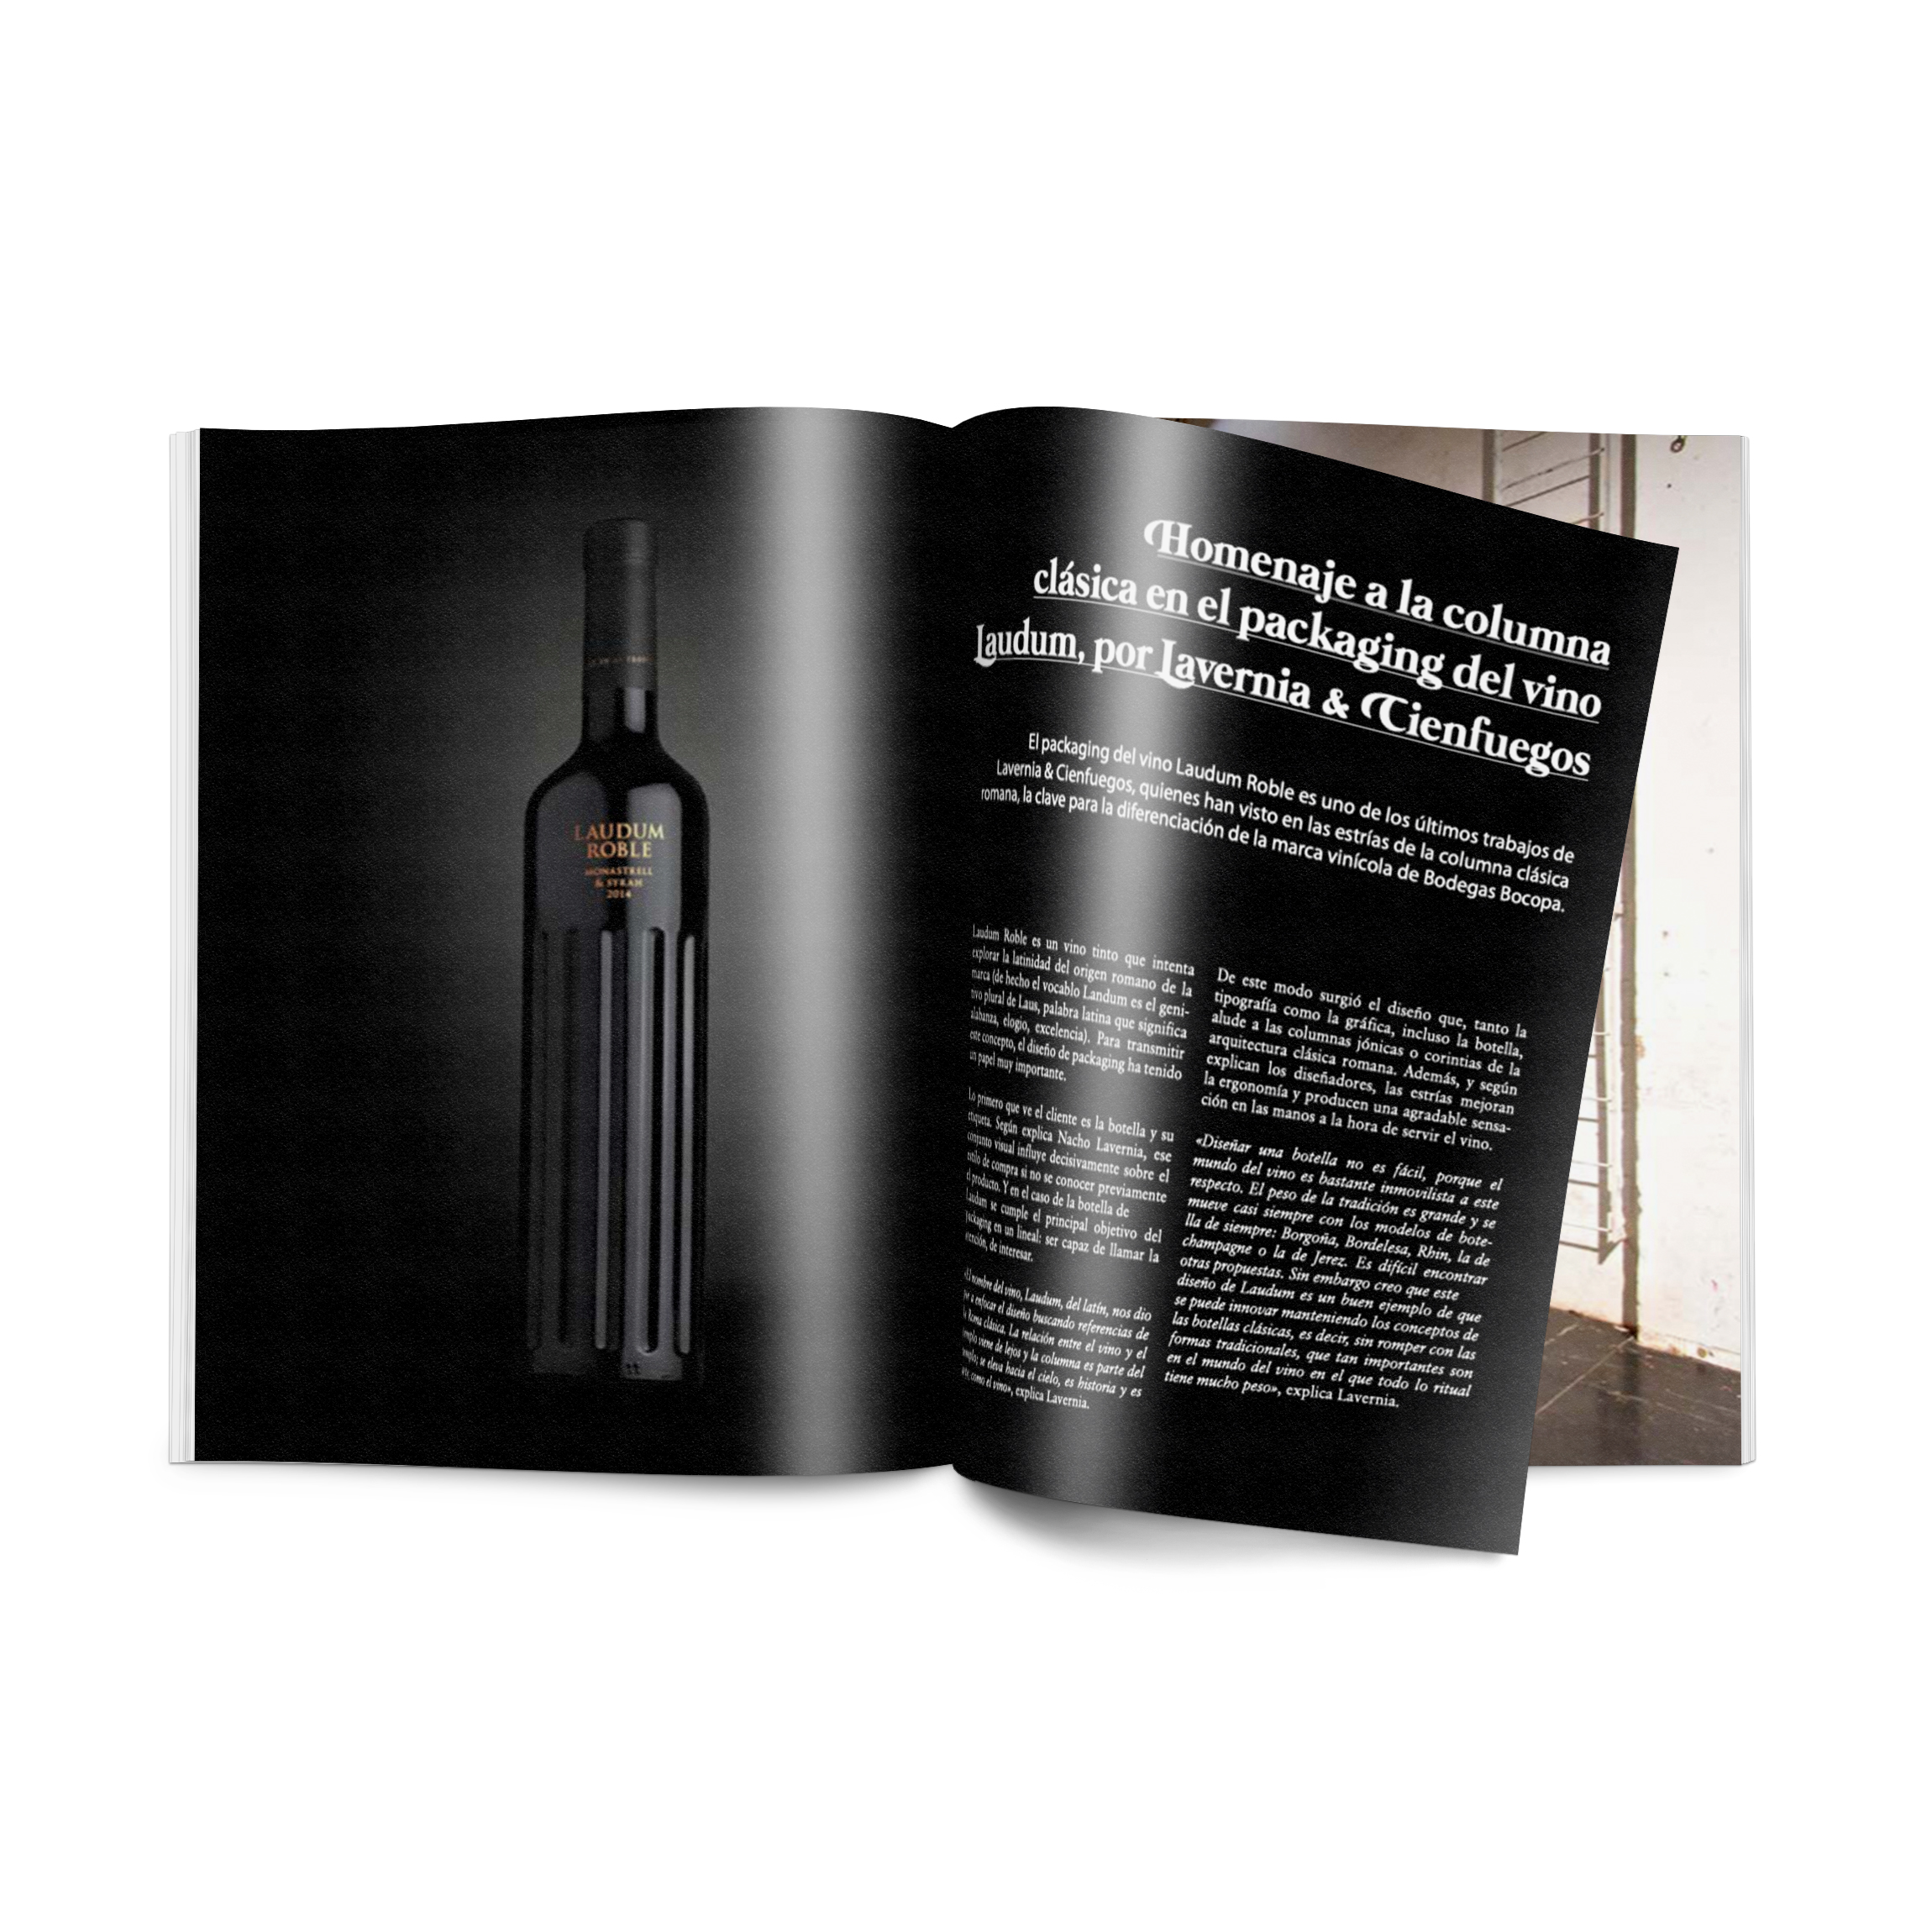 LAUDUM
ROBLE
MONASTRELL
& SYRAH
2014
Homenaje a la columna
clásica en el packaging del vino
Laudum, por Lavernia & Cienfuegos
El packaging del vino Laudum Roble es uno de los últimos trabajos de
Lavernia & Cienfuegos, quienes han visto en las estrías de la columna clásica
romana, la clave para la diferenciación de la marca vinícola de Bodegas Bocopa.
Laudum Roble es un vino tinto que intenta
explorar la latinidad del origen romano de la
marca (de hecho el vocablo Landum es el geni-
tivo plural de Laus, palabra latina que significa
alabanza, elogio, excelencia). Para transmitir
este concepto, el diseño de packaging ha tenido
un papel muy importante.
Lo primero que ve el cliente es la botella y su
etiqueta. Según explica Nacho Lavernia, ese
conjunto visual influye decisivamente sobre el
estilo de compra si no se conocer previamente
el producto. Y en el caso de la botella de
Laudum se cumple el principal objetivo del
packaging en un lineal: ser capaz de llamar la
atención, de interesar.
«El nombre del vino, Laudum, del latín, nos dio
a enfocar el diseño buscando referencias de
la Roma clásica. La relación entre el vino y el
templo viene de lejos y la columna es parte del
templo; se eleva hacia el cielo, es historia y es
como el vino», explica Lavernia.
De este modo surgió el diseño que, tanto la
tipografía como la gráfica, incluso la botella,
alude a las columnas jónicas o corintias de la
arquitectura clásica romana. Además, y según
explican los diseñadores, las estrías mejoran
la ergonomía y producen una agradable sensa-
ción en las manos a la hora de servir el vino.
«Diseñar una botella no es fácil, porque el
mundo del vino es bastante inmovilista a este
respecto. El peso de la tradición es grande y se
mueve casi siempre con los modelos de bote-
lla de siempre: Borgoña, Bordelesa, Rhin, la de
champagne o la de Jerez. Es difícil encontrar
otras propuestas. Sin embargo creo que este
diseño de Laudum es un buen ejemplo de que
se puede innovar manteniendo los conceptos de
las botellas clásicas, es decir, sin romper con las
formas tradicionales, que tan importantes son
en el mundo del vino en el que todo lo ritual
tiene mucho peso», explica Lavernia.